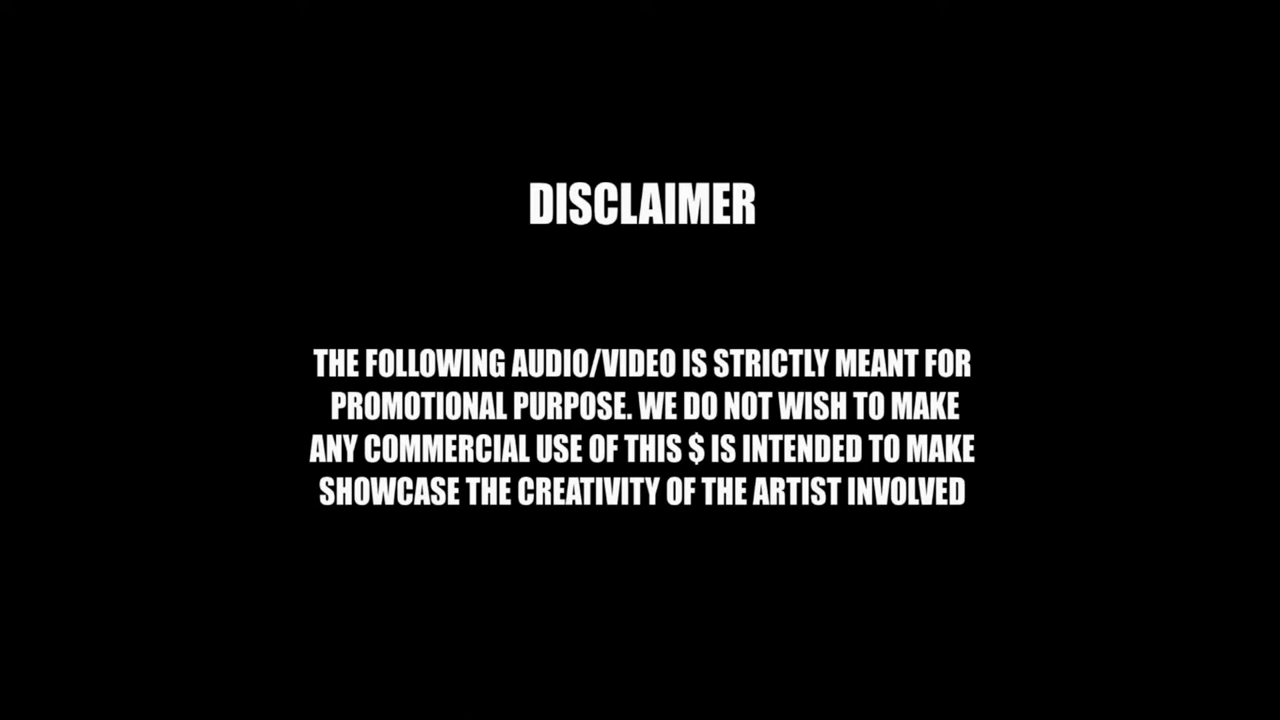 DISCLAIMER
THE FOLLOWING AUDIO/VIDEO IS STRICTLY MEANT FOR
PROMOTIONAL PURPOSE. WE DO NOT WISH TO MAKE
ANY COMMERCIAL USE OF THIS $ IS INTENDED TO MAKE
SHOWCASE THE CREATIVITY OF THE ARTIST INVOLVED